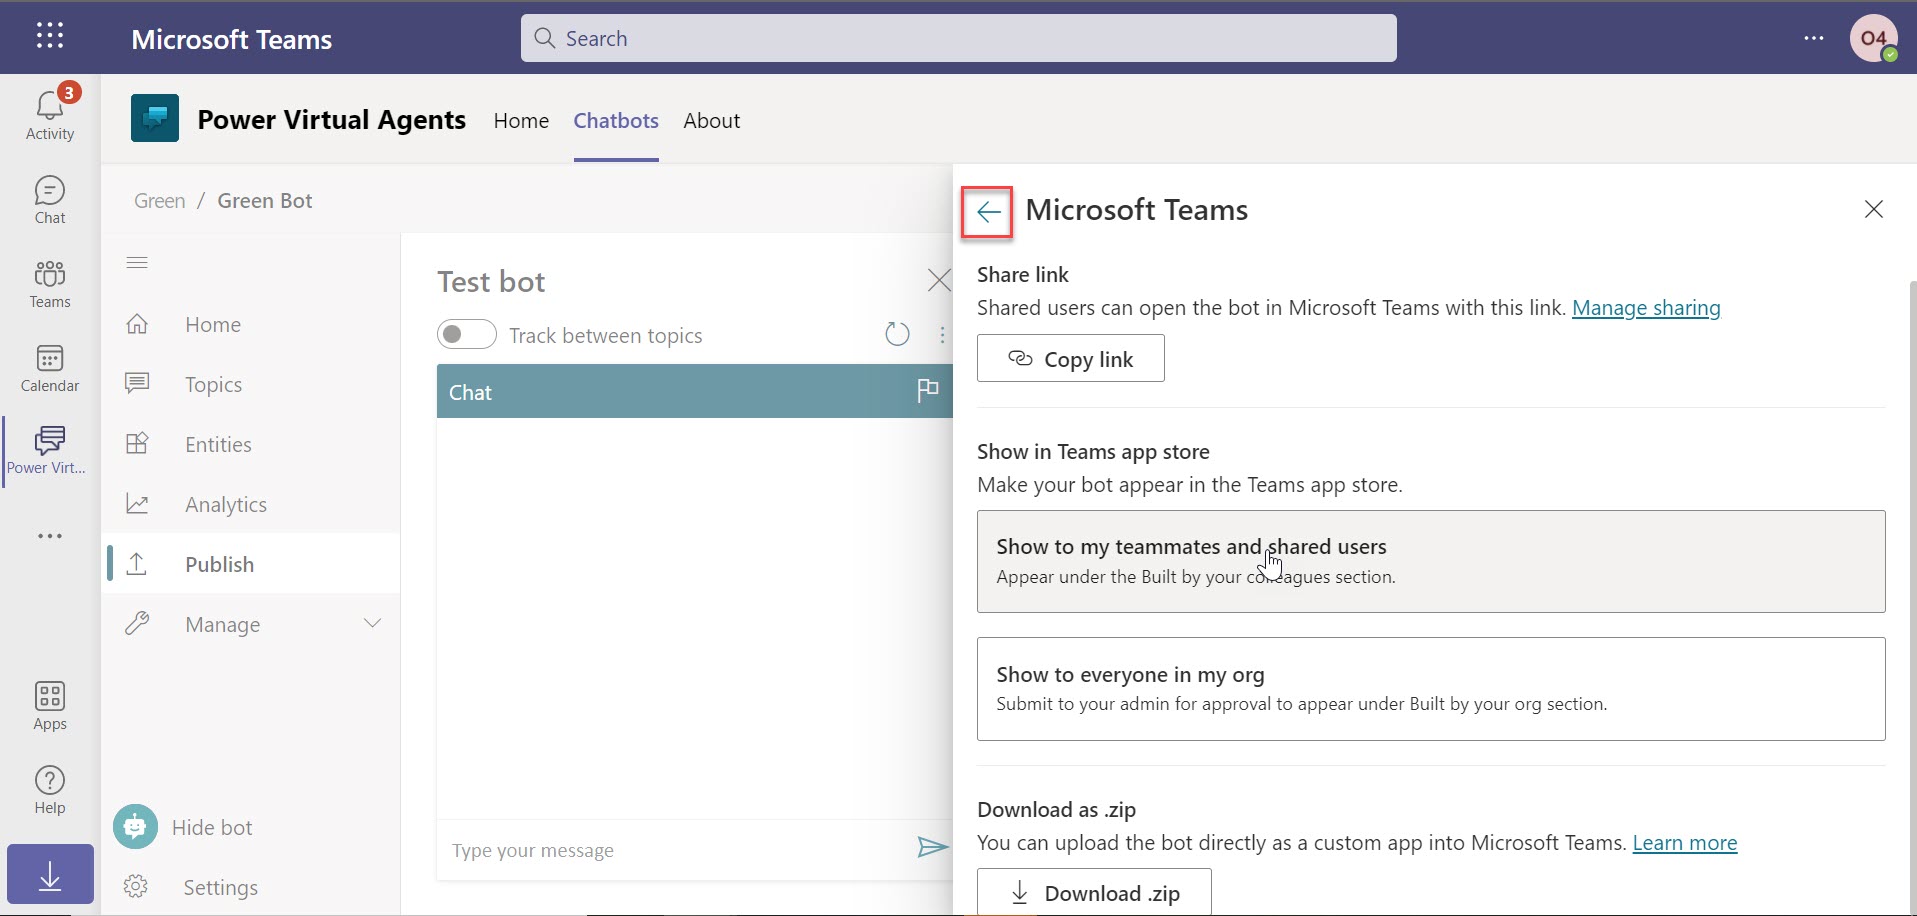 Microsoft Teams
Search
O4
3
Activity
Chat
Teams
Calendar
Power Virt...
Apps
Help
Power Virtual Agents
Home
Chatbots
About
Green / Green Bot
Home
Topics
Entities
Analytics
Publish
Manage
Hide bot
Settings
Test bot
Track between topics
Chat
Type your message
Microsoft Teams
Share link
Shared users can open the bot in Microsoft Teams with this link. Manage sharing
Copy link
Show in Teams app store
Make your bot appear in the Teams app store.
Show to my teammates and shared users
Appear under the Built by your colleagues section.
Show to everyone in my org
Submit to your admin for approval to appear under Built by your org section.
Download as .zip
You can upload the bot directly as a custom app into Microsoft Teams. Learn more
Download .zip